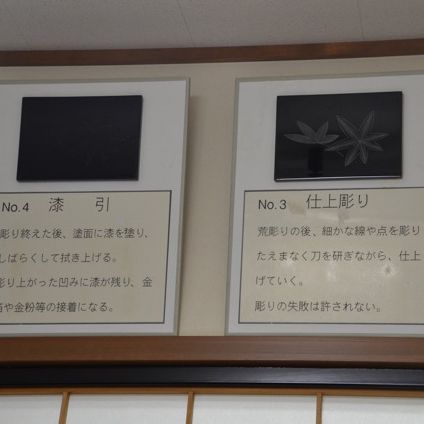 No.4 漆 引
彫り終えた後、塗面に漆を塗り、
しばらくして拭き上げる。
彫り上がった凹みに漆が残り、金
箔や金粉等の接着になる。
No.3 仕上彫り
荒彫りの後、細かな線や点を彫り
たえまなく刀を研ぎながら、仕上
げていく。
彫りの失敗は許されない。